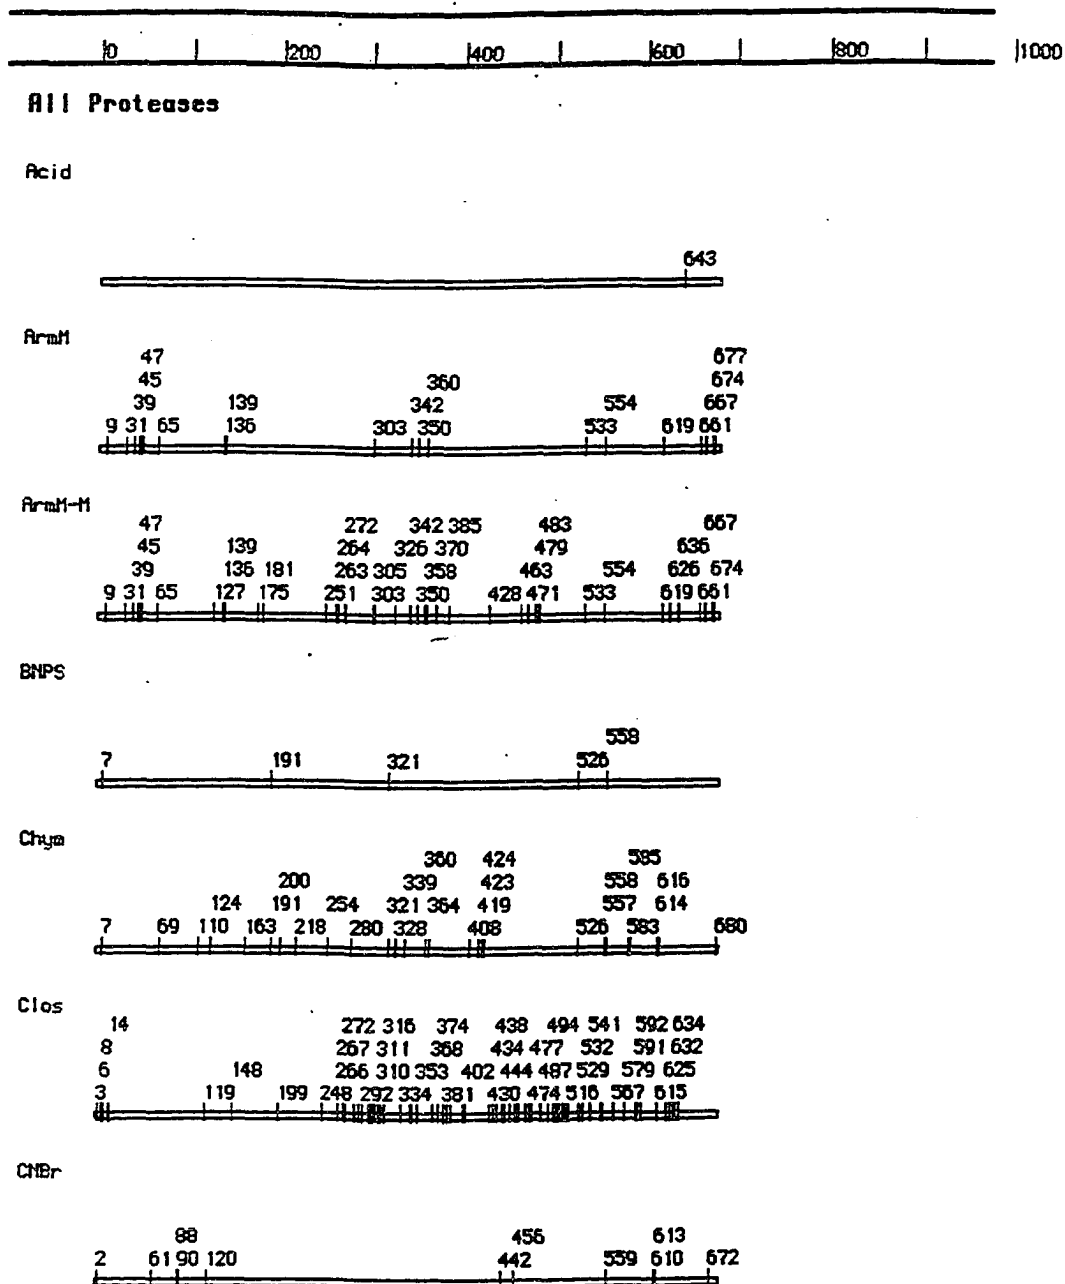 0 200 400 600 800 1000
All Proteases
Acid
643
ArmM
47 677
45 360 674
39 139 342 554 667
9 31 65 136 303 350 533 619 661
ArmM-M
47 272 342 385 483 667
45 139 264 326 370 479 636
39 136 181 263 305 358 463 554 626 674
9 31 65 127 175 251 303 350 428 471 533 619 661
BNPS
558
7 191 321 526
Chym
360 424 585
200 339 423 558 616
124 191 254 321 364 419 557 614
7 69 110 163 218 280 328 408 526 583 680
Clos
14 272 316 374 438 494 541 592 634
8 267 311 368 434 477 532 591 632
6 148 266 310 353 402 444 487 529 579 625
3 119 199 248 292 334 381 430 474 516 567 615
CNBr
88 456 613
2 61 90 120 442 559 610 672